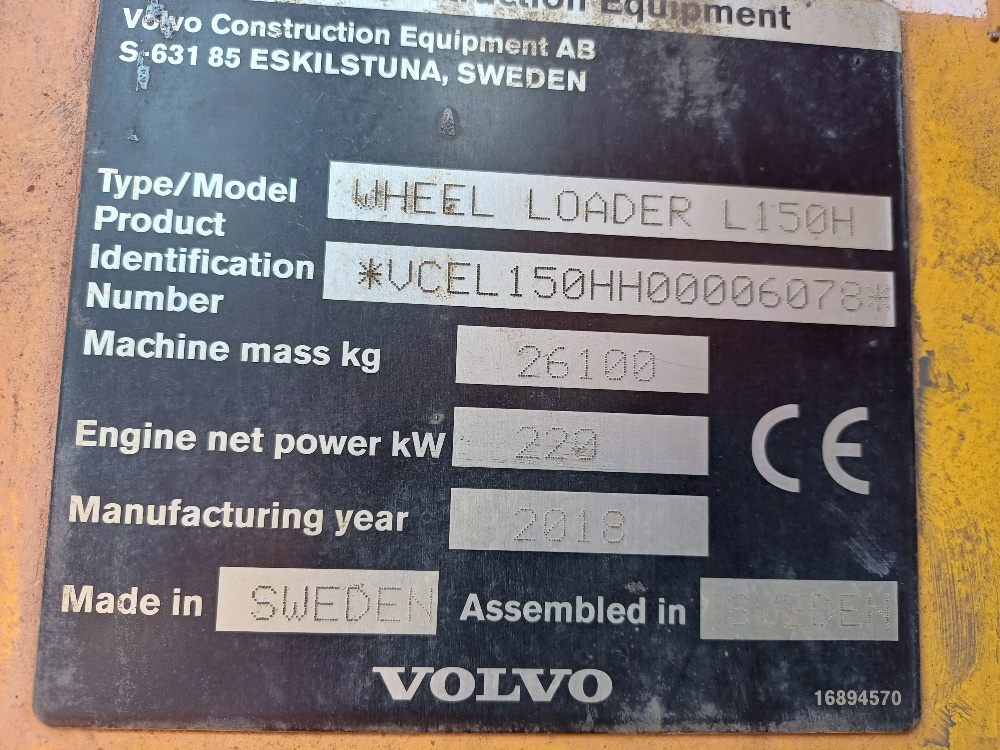 Equipment
Volvo Construction Equipment AB
S-631 85 ESKILSTUNA, SWEDEN
Type/Model WHEEL LOADER L150H
Product
Identification *VCEL150HH00006078*
Number
Machine mass kg 26100
Engine net power kW 220
CE
Manufacturing year 2018
Made in SWEDEN Assembled in SWEDEN
VOLVO
16894570